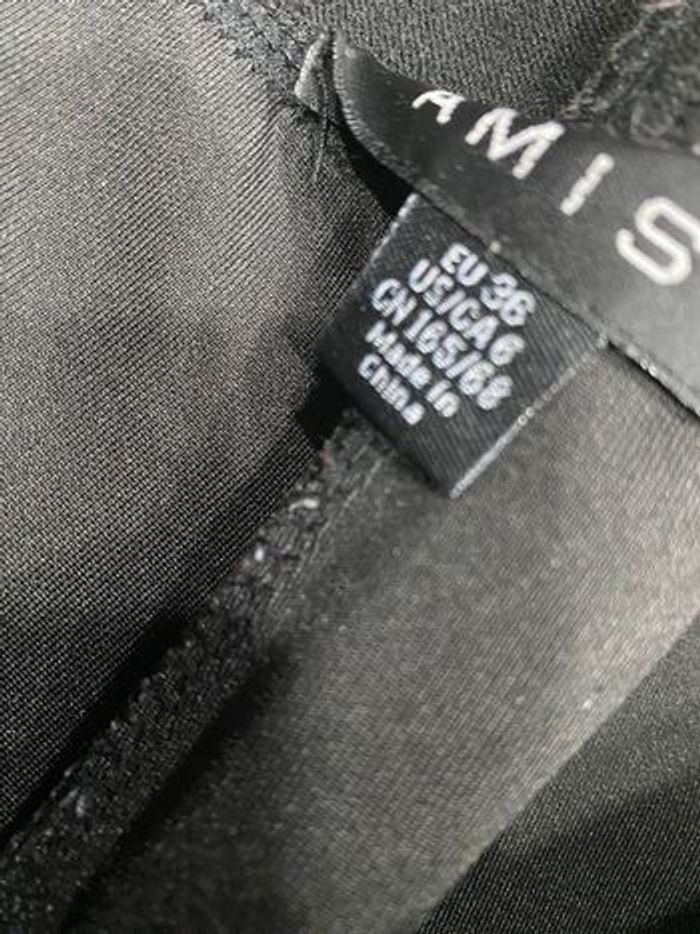 AMIS
EU 36
US/CA 6
CN 165/68
Made In
China